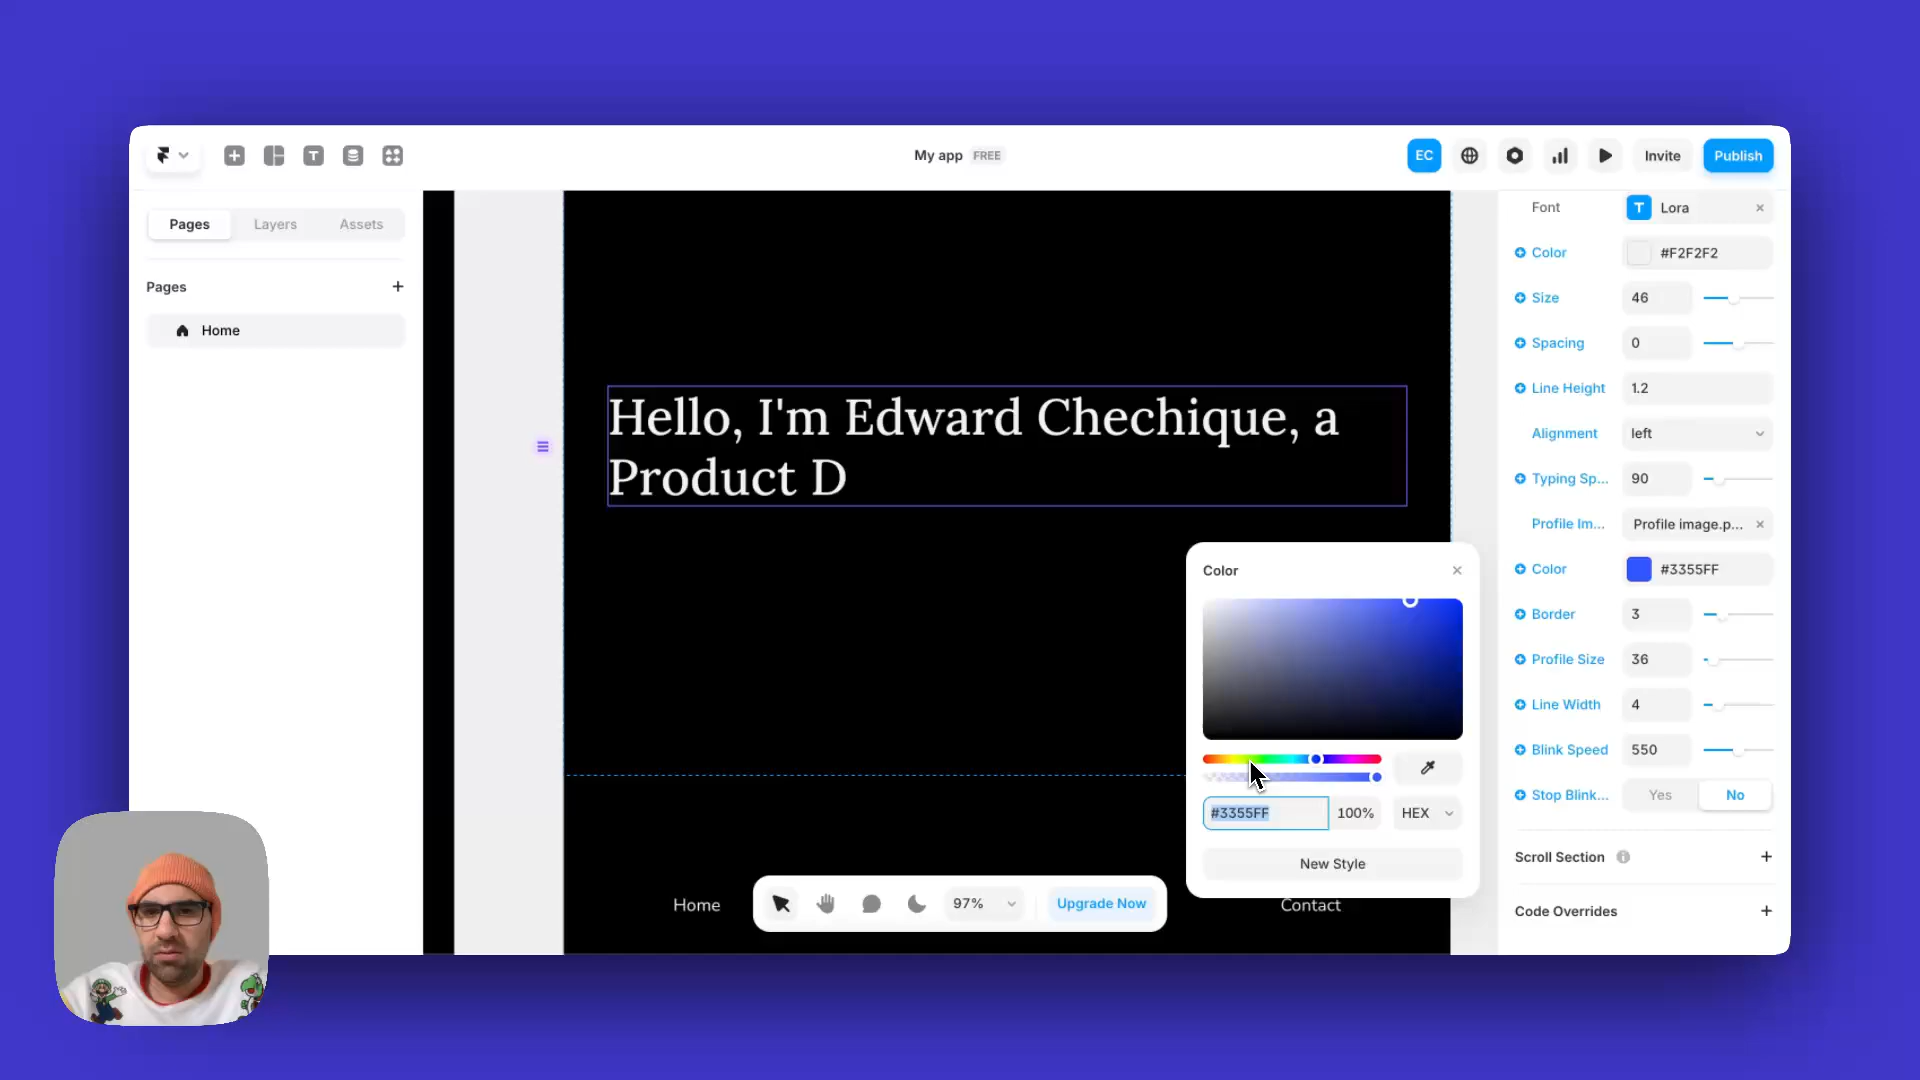 My app FREE
EC
Invite
Publish
Pages Layers Assets
Pages
Home
Hello, I'm Edward Chechique, a
Product D
Home
97%
Upgrade Now
Contact
Color
#3355FF 100% HEX
New Style
Font T Lora
Color #F2F2F2
Size 46
Spacing 0
Line Height 1.2
Alignment left
Typing Sp... 90
Profile Im... Profile image.p...
Color #3355FF
Border 3
Profile Size 36
Line Width 4
Blink Speed 550
Stop Blink... Yes No
Scroll Section
Code Overrides